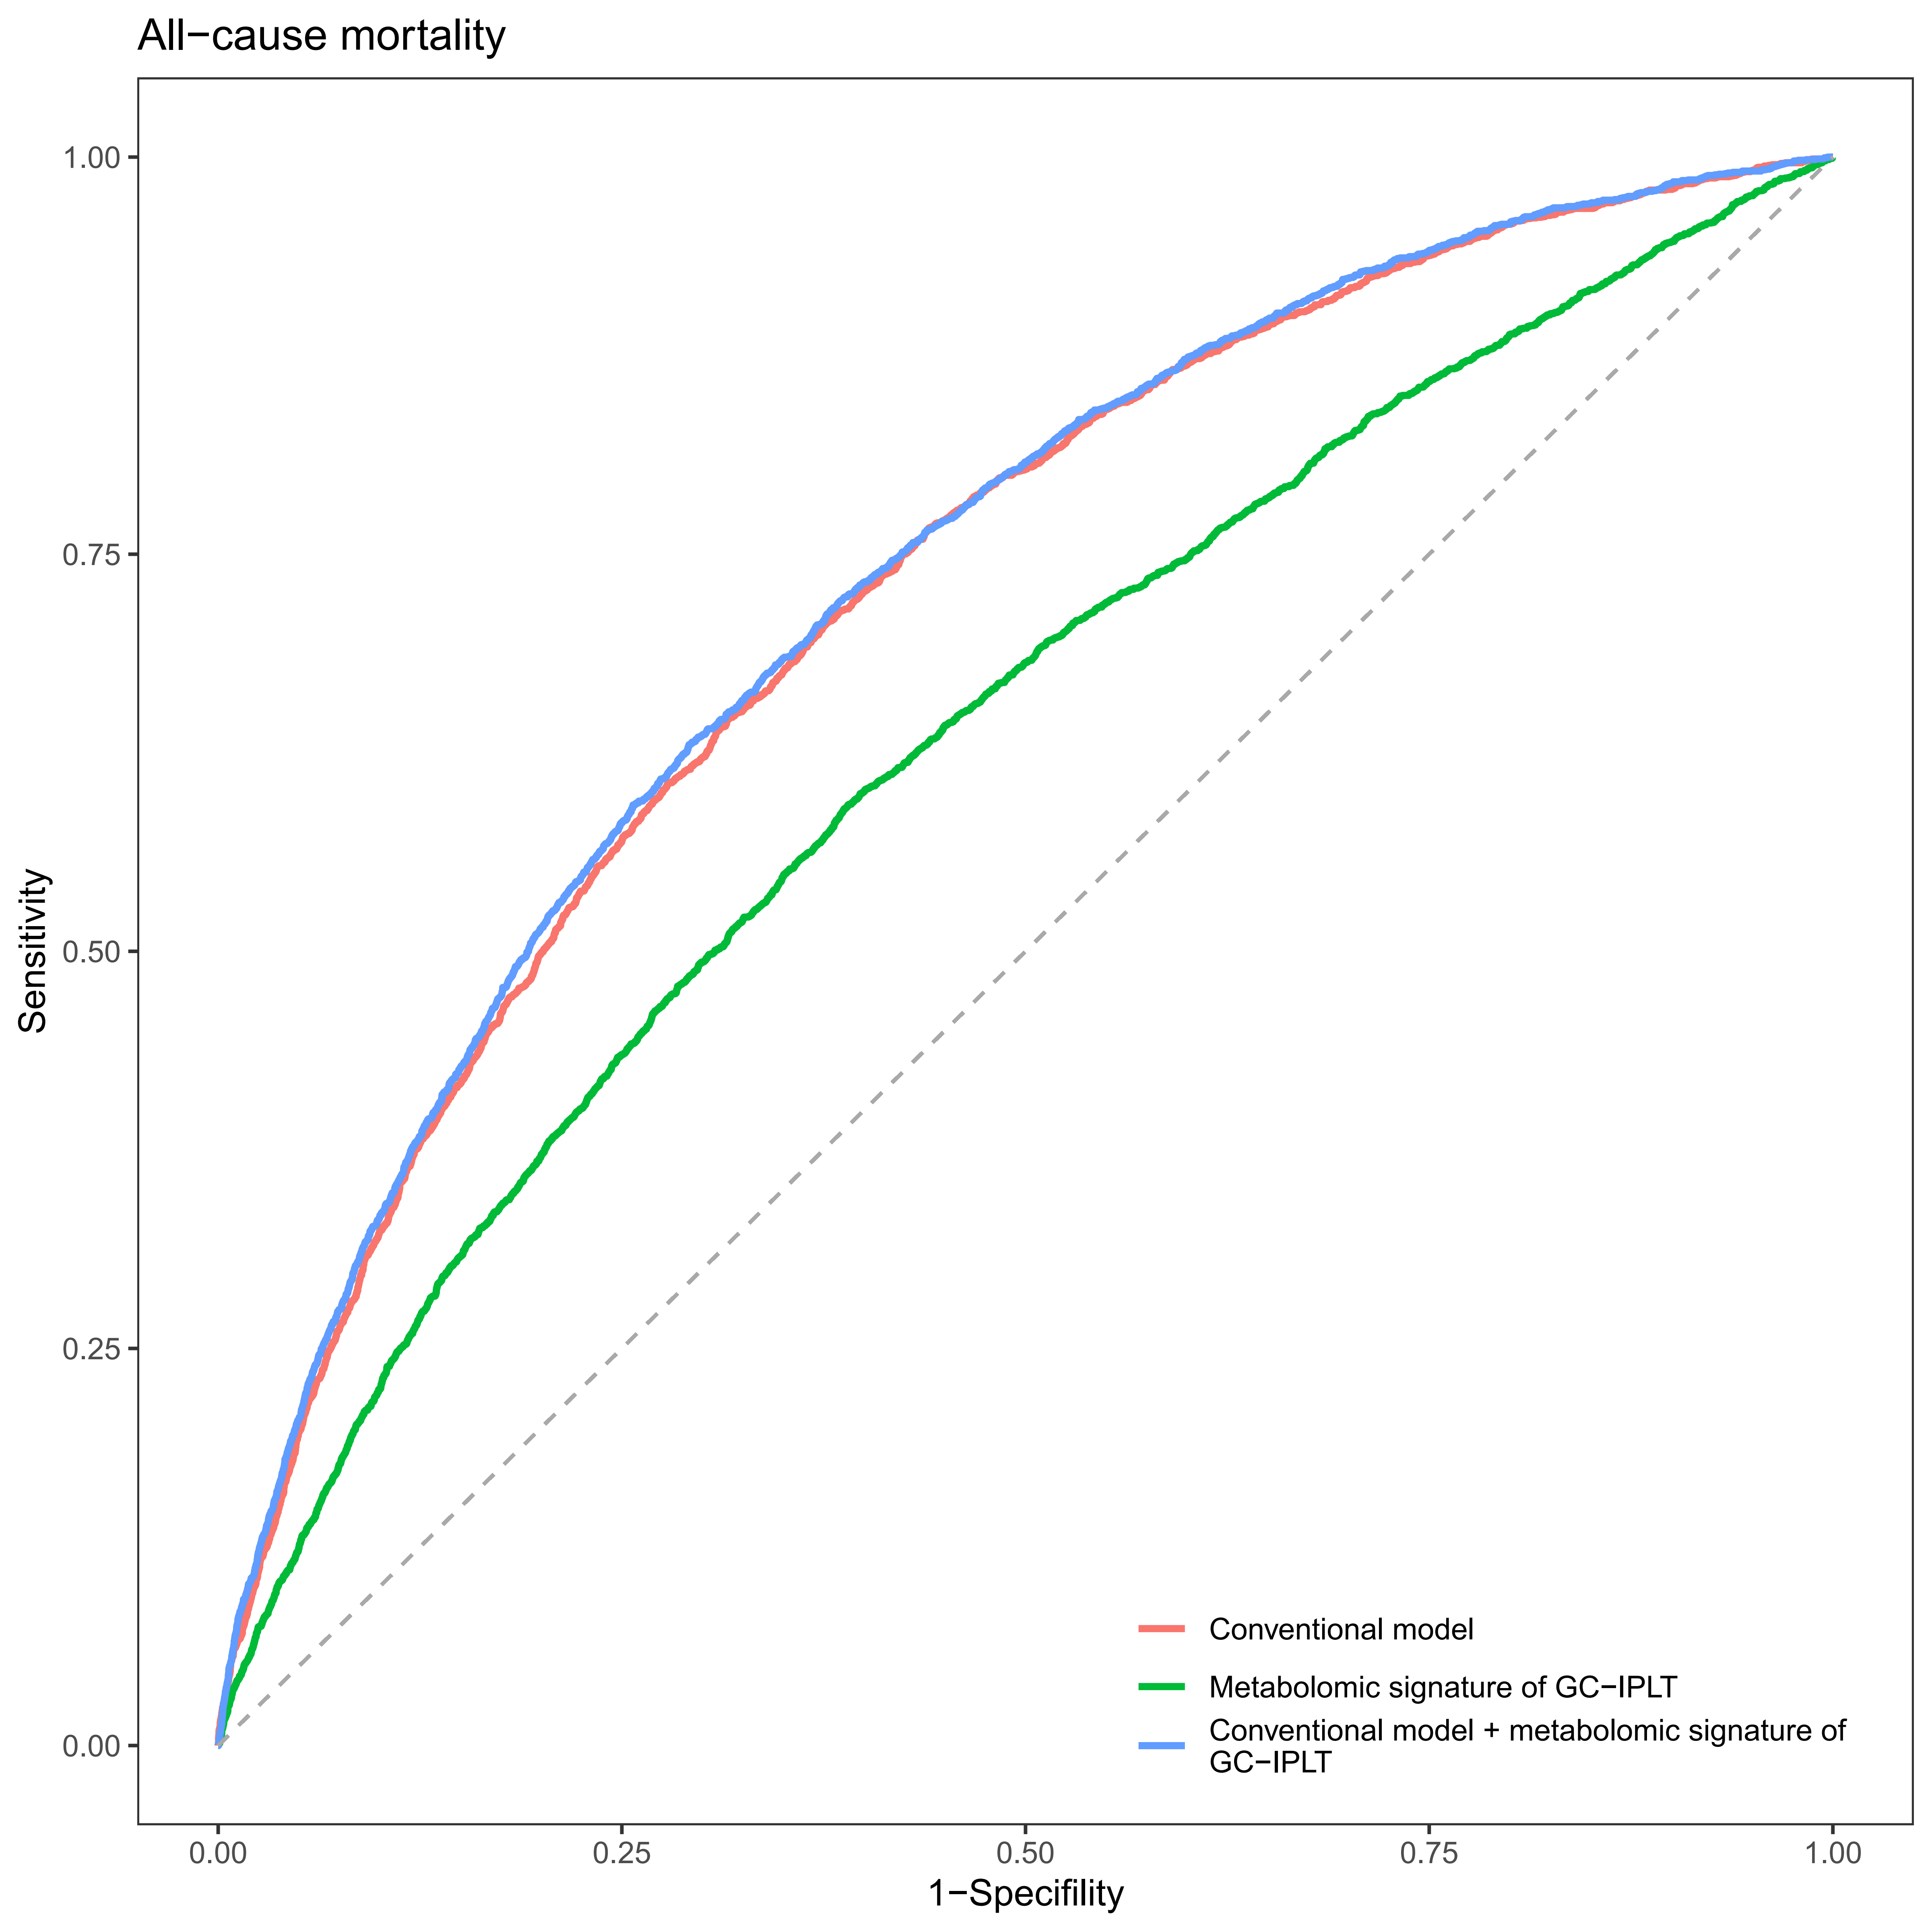 All−cause mortality
1.00
0.75
0.50
0.25
0.00
Sensitivity
Conventional model
Metabolomic signature of GC−IPLT
Conventional model + metabolomic signature of
GC−IPLT
0.00 0.25 0.50 0.75 1.00
1−Specifility